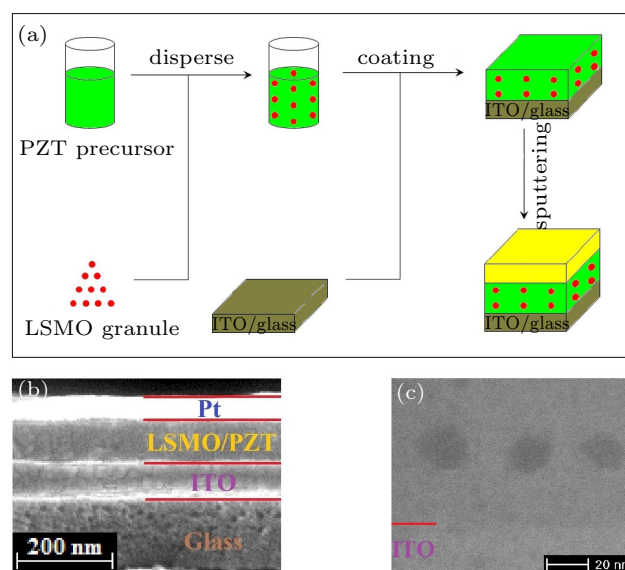 (a)
disperse
coating
PZT precursor
ITO/glass
sputtering
LSMO granule
ITO/glass
ITO/glass
(b)
Pt
LSMO/PZT
ITO
Glass
200 nm
(c)
ITO
20 nm